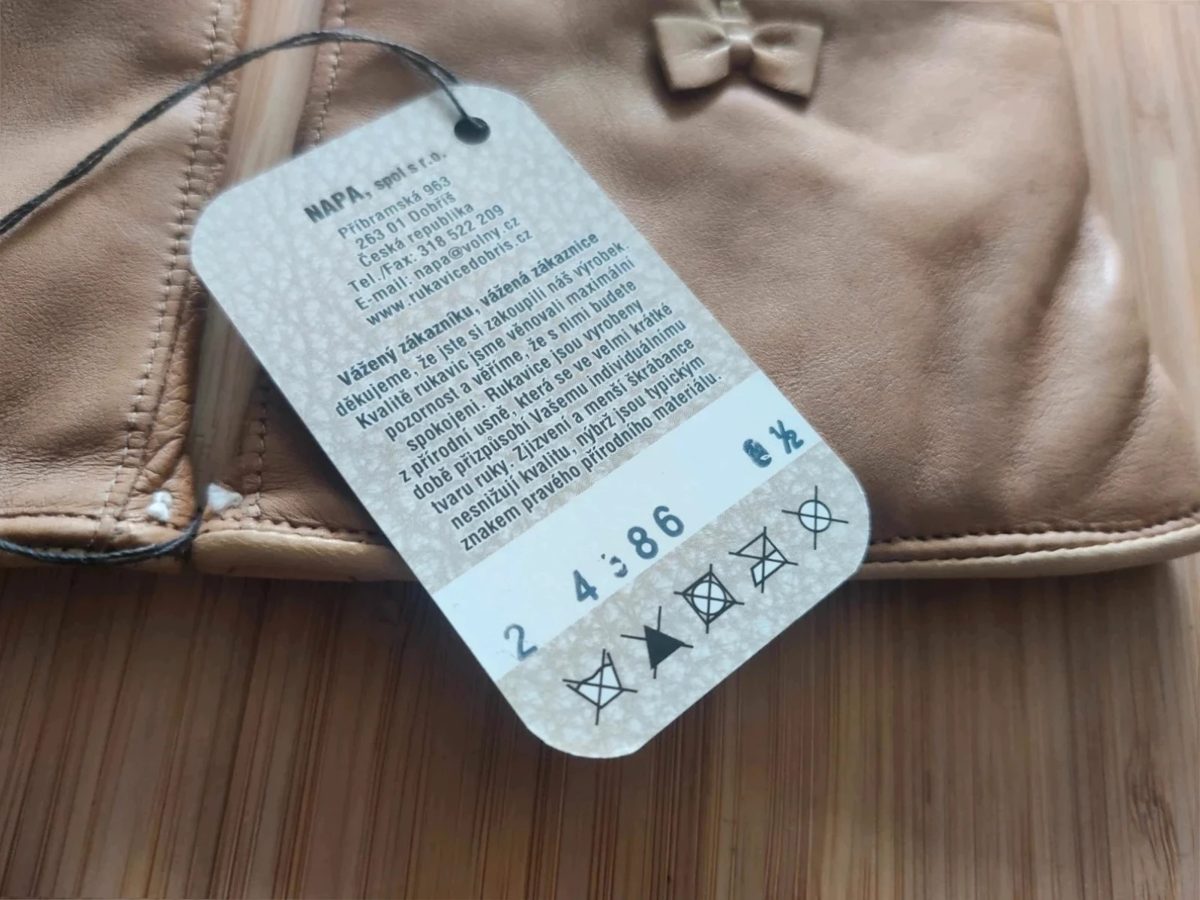 NAPA, spol s r.o.
Příbramská 963
263 01 Dobříš
Česká republika
Tel./Fax: 318 522 209
E-mail: napa@volny.cz
www.rukavicedobris.cz
Vážený zákazníku, vážená zákaznice
děkujeme, že jste si zakoupili náš výrobek.
Kvalitě rukavic jsme věnovali maximální
pozornost a věříme, že s nimi budete
spokojeni. Rukavice jsou vyrobeny
z přírodní usně, která se ve velmi krátké
době přizpůsobí Vašemu individuálnímu
tvaru ruky. Zjizvení a menší škrábance
nesnižují kvalitu, nýbrž jsou typickým
znakem pravého přírodního materiálu.
2 4 86 ½